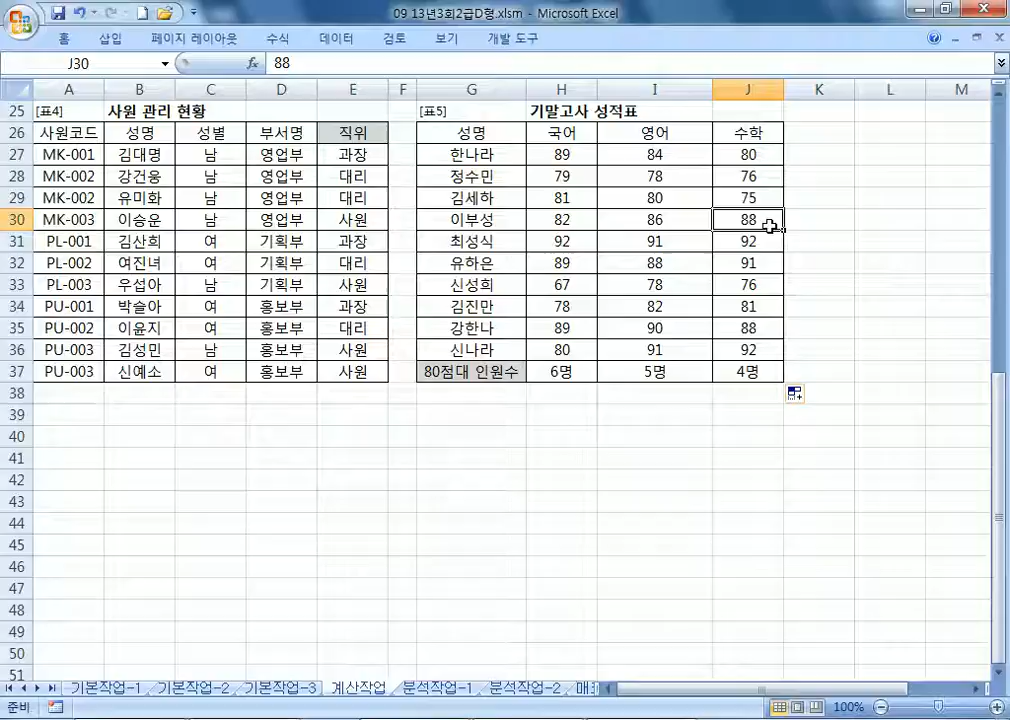 09 13년3회2급D형.xlsm - Microsoft Excel
홈 삽입 페이지 레이아웃 수식 데이터 검토 보기 개발 도구
J30 fx 88
A B C D E F G H I J K L M
25 [표4] 사원 관리 현황 [표5] 기말고사 성적표
26 사원코드 성명 성별 부서명 직위 성명 국어 영어 수학
27 MK-001 김대명 남 영업부 과장 한나라 89 84 80
28 MK-002 강건웅 남 영업부 대리 정수민 79 78 76
29 MK-002 유미화 남 영업부 대리 김세하 81 80 75
30 MK-003 이승운 남 영업부 사원 이부성 82 86 88
31 PL-001 김산희 여 기획부 과장 최성식 92 91 92
32 PL-002 여진녀 여 기획부 대리 유하은 89 88 91
33 PL-003 우섭아 여 기획부 사원 신성희 67 78 76
34 PU-001 박슬아 여 홍보부 과장 김진만 78 82 81
35 PU-002 이윤지 여 홍보부 대리 강한나 89 90 88
36 PU-003 김성민 남 홍보부 사원 신나라 80 91 92
37 PU-003 신예소 여 홍보부 사원 80점대 인원수 6명 5명 4명
38
39
40
41
42
43
44
45
46
47
48
49
50
51
기본작업-1 기본작업-2 기본작업-3 계산작업 분석작업-1 분석작업-2
준비 100%